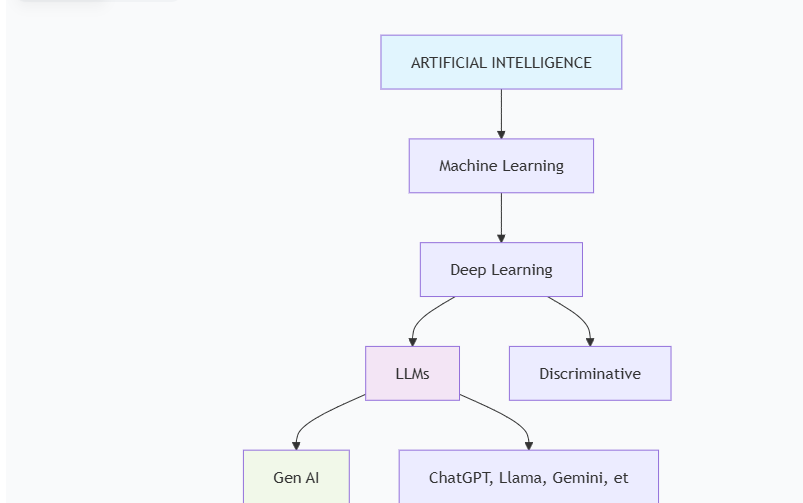 ARTIFICIAL INTELLIGENCE
Machine Learning
Deep Learning
LLMs
Discriminative
Gen AI
ChatGPT, Llama, Gemini, et